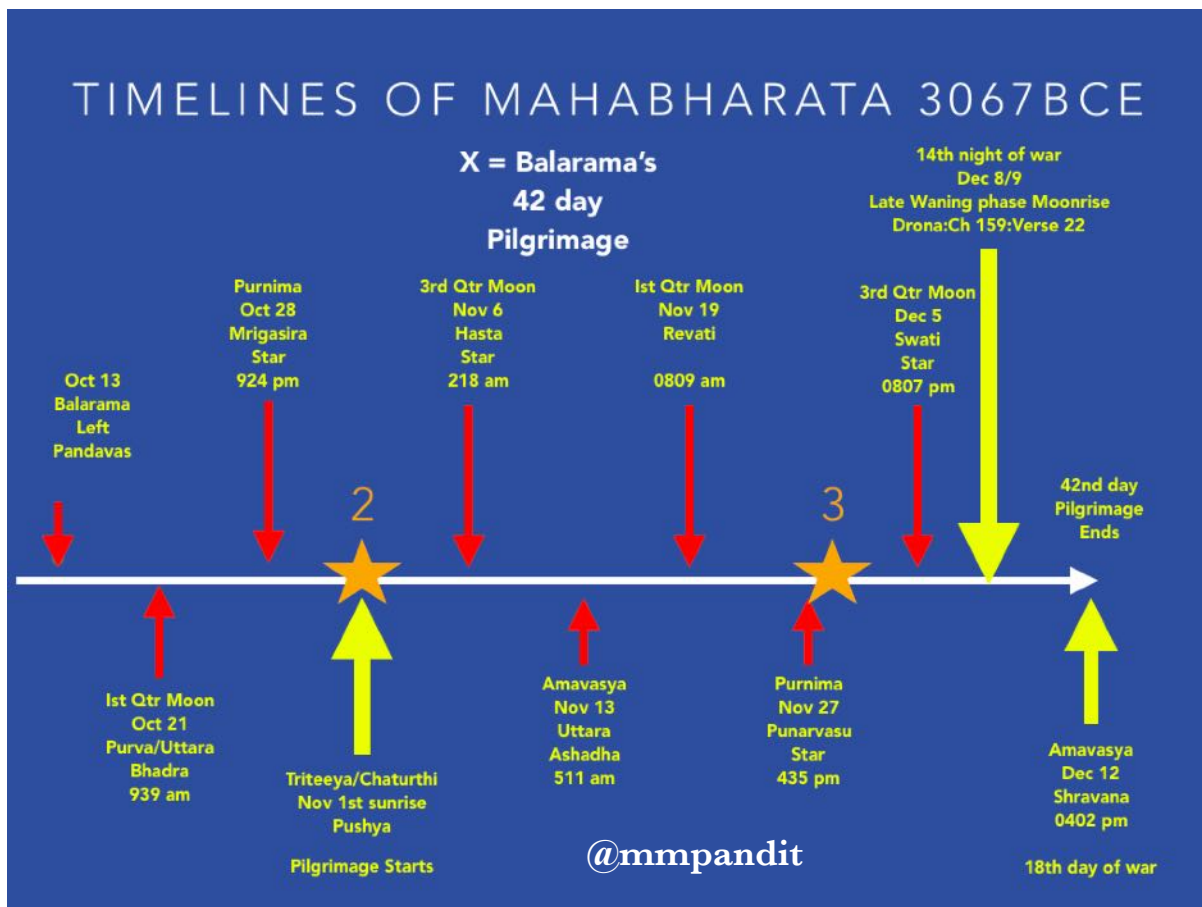 TIMELINES OF MAHABHARATA 3067BCE
X = Balarama's
42 day
Pilgrimage
14th night of war
Dec 8/9
Late Waning phase Moonrise
Drona:Ch 159:Verse 22
Oct 13
Balarama
Left
Pandavas
Purnima
Oct 28
Mrigasira
Star
924 pm
3rd Qtr Moon
Nov 6
Hasta
Star
218 am
Ist Qtr Moon
Nov 19
Revati
0809 am
3rd Qtr Moon
Dec 5
Swati
Star
0807 pm
42nd day
Pilgrimage
Ends
2
3
Ist Qtr Moon
Oct 21
Purva/Uttara
Bhadra
939 am
Triteeya/Chaturthi
Nov 1st sunrise
Pushya
Pilgrimage Starts
Amavasya
Nov 13
Uttara
Ashadha
511 am
Purnima
Nov 27
Punarvasu
Star
435 pm
Amavasya
Dec 12
Shravana
0402 pm
18th day of war
@mmpandit